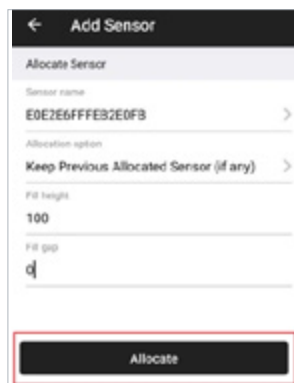 Add Sensor
Allocate Sensor
Sensor name
E0E2E6FFFEB2E0FB
Allocation option
Keep Previous Allocated Sensor (if any)
Fill height
100
Fill gap
0
Allocate